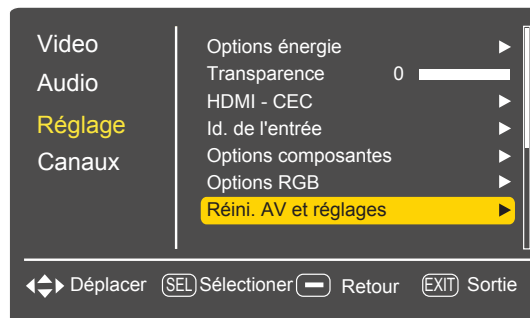 Video
Audio
Réglage
Canaux
Options énergie
Transparence 0
HDMI - CEC
Id. de l'entrée
Options composantes
Options RGB
Réini. AV et réglages
Déplacer SEL Sélectioner Retour EXIT Sortie